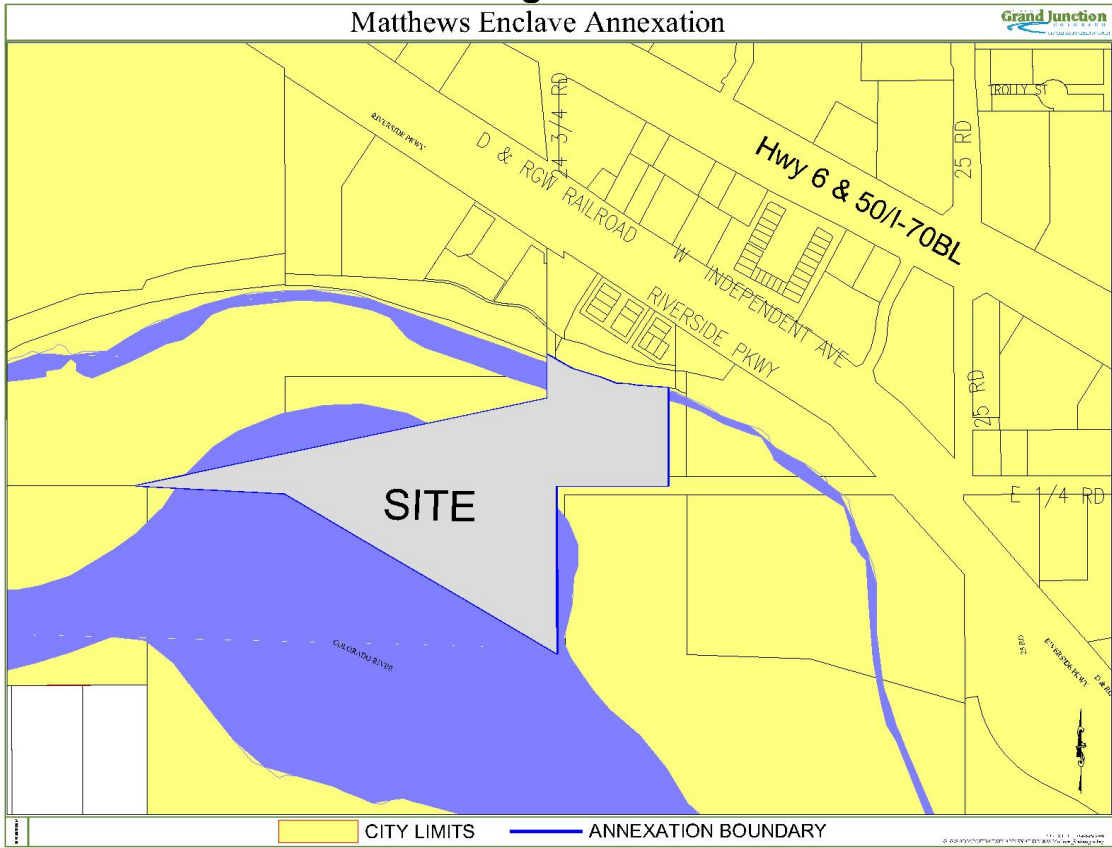 Matthews Enclave Annexation
Grand Junction
COLORADO
TROLLY ST
24 3/4 RD
RIVERSIDE PKWY
D & RGW RAILROAD
Hwy 6 & 50/I-70BL
25 RD
W INDEPENDENT AVE
RIVERSIDE PKWY
25 RD
SITE
E 1/4 RD
COLORADO RIVER
25 RD
RIVERSIDE PKWY
CITY LIMITS
ANNEXATION BOUNDARY